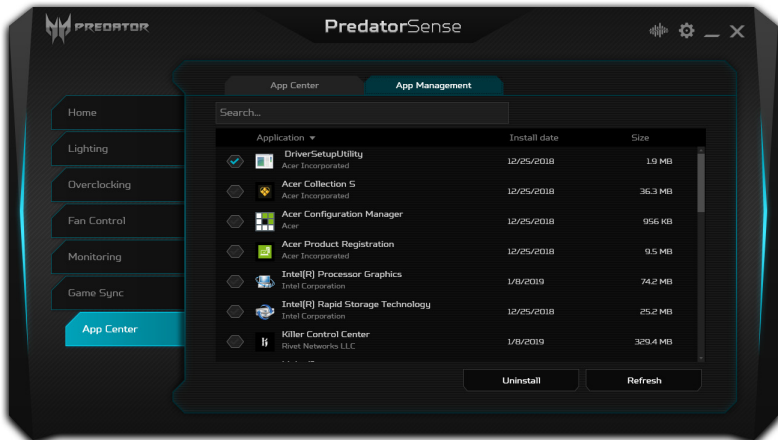 PREDATOR
PredatorSense
App Center
App Management
Home
Lighting
Overclocking
Fan Control
Monitoring
Game Sync
App Center
Search...
Application Install date Size
DriverSetupUtility
Acer Incorporated
12/25/2018 1.9 MB
Acer Collection S
Acer Incorporated
12/25/2018 36.3 MB
Acer Configuration Manager
Acer
12/25/2018 956 KB
Acer Product Registration
Acer Incorporated
12/25/2018 9.5 MB
Intel(R) Processor Graphics
Intel Corporation
1/8/2019 74.2 MB
Intel(R) Rapid Storage Technology
Intel Corporation
12/25/2018 25.2 MB
Killer Control Center
Rivet Networks LLC
1/8/2019 329.4 MB
Uninstall
Refresh